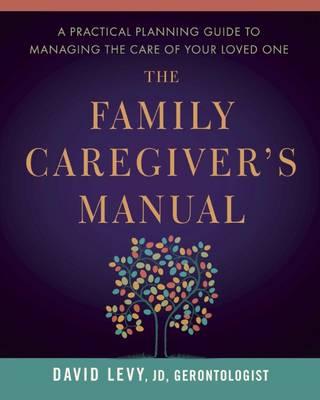 A PRACTICAL PLANNING GUIDE TO
MANAGING THE CARE OF YOUR LOVED ONE
THE
FAMILY
CAREGIVER'S
MANUAL
DAVID LEVY, JD, GERONTOLOGIST